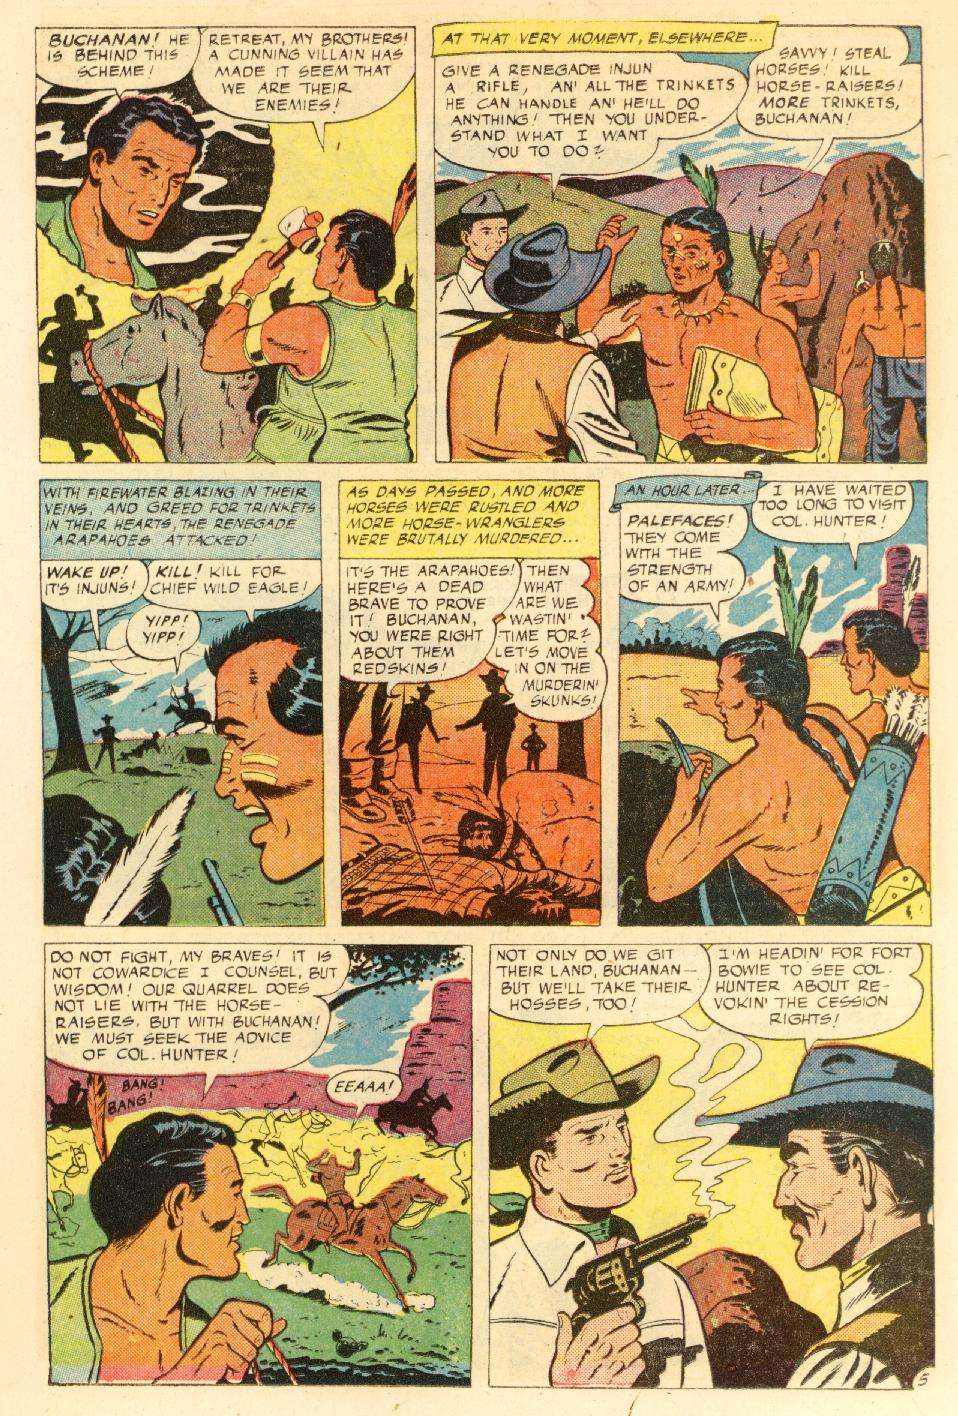 BUCHANAN! HE
IS BEHIND THIS
SCHEME!
RETREAT, MY BROTHERS!
A CUNNING VILLAIN HAS
MADE IT SEEM THAT
WE ARE THEIR
ENEMIES!
AT THAT VERY MOMENT, ELSEWHERE...
GIVE A RENEGADE INJUN
A RIFLE, AN' ALL THE TRINKETS
HE CAN HANDLE AN' HE'LL DO
ANYTHING! THEN YOU UNDER-
STAND WHAT I WANT
YOU TO DO?
SAVVY! STEAL
HORSES! KILL
HORSE-RAISERS!
MORE TRINKETS,
BUCHANAN!
WITH FIREWATER BLAZING IN THEIR
VEINS, AND GREED FOR TRINKETS
IN THEIR HEARTS, THE RENEGADE
ARAPAHOES ATTACKED!
WAKE UP!
IT'S INJUNS!
KILL! KILL FOR
CHIEF WILD EAGLE!
YIPP!
YIPP!
AS DAYS PASSED, AND MORE
HORSES WERE RUSTLED AND
MORE HORSE-WRANGLERS
WERE BRUTALLY MURDERED...
IT'S THE ARAPAHOES!
HERE'S A DEAD
BRAVE TO PROVE
IT! BUCHANAN,
YOU WERE RIGHT
ABOUT THEM
REDSKINS!
THEN
WHAT
ARE WE
WASTIN'
TIME FOR?
LET'S MOVE
IN ON THE
MURDERIN'
SKUNKS!
AN HOUR LATER...
PALEFACES!
THEY COME
WITH THE
STRENGTH
OF AN ARMY!
I HAVE WAITED
TOO LONG TO VISIT
COL. HUNTER!
DO NOT FIGHT, MY BRAVES! IT IS
NOT COWARDICE I COUNSEL, BUT
WISDOM! OUR QUARREL DOES
NOT LIE WITH THE HORSE-
RAISERS, BUT WITH BUCHANAN!
WE MUST SEEK THE ADVICE
OF COL. HUNTER!
BANG!
BANG!
EEAAA!
NOT ONLY DO WE GIT
THEIR LAND, BUCHANAN—
BUT WE'LL TAKE THEIR
HOSSES, TOO!
I'M HEADIN' FOR FORT
BOWIE TO SEE COL.
HUNTER ABOUT RE-
VOKIN' THE CESSION
RIGHTS!
5